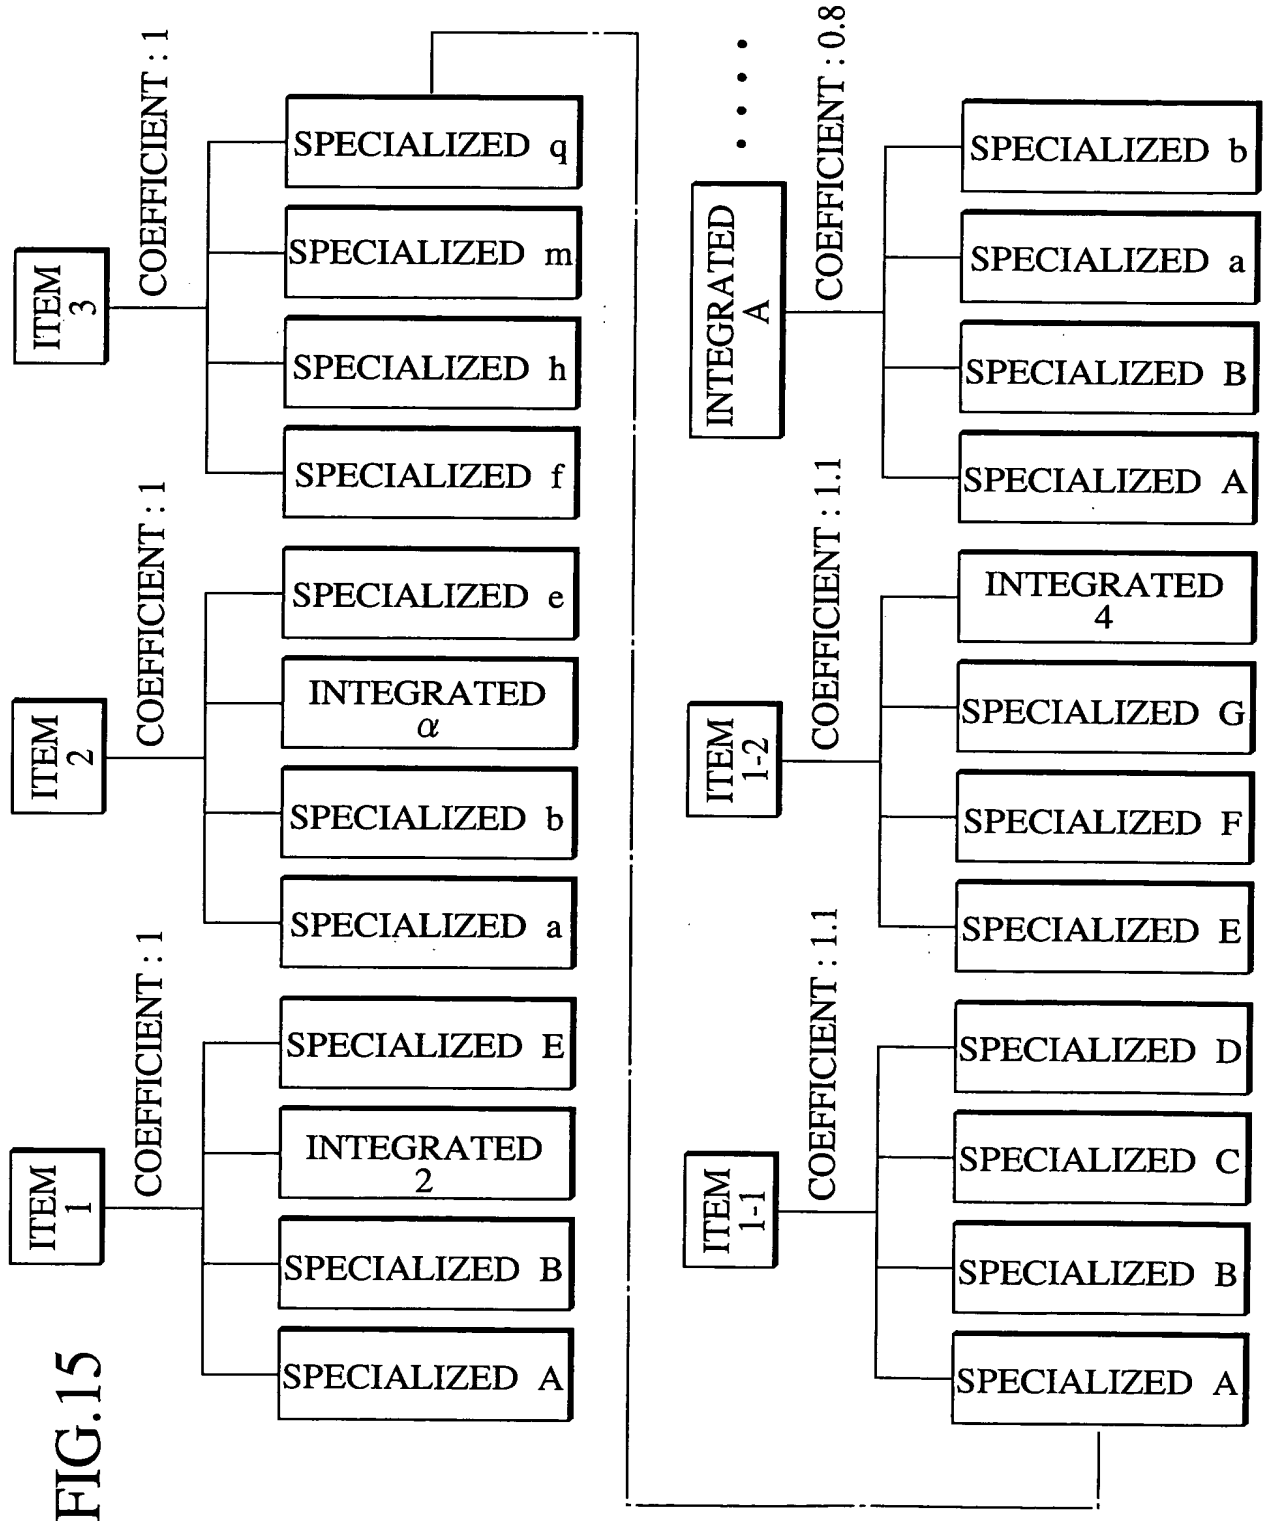 FIG.15
ITEM
1
COEFFICIENT : 1
SPECIALIZED A
SPECIALIZED B
INTEGRATED
2
SPECIALIZED E
ITEM
2
COEFFICIENT : 1
SPECIALIZED a
SPECIALIZED b
INTEGRATED
α
SPECIALIZED e
ITEM
3
COEFFICIENT : 1
SPECIALIZED f
SPECIALIZED h
SPECIALIZED m
SPECIALIZED q
ITEM
1-1
COEFFICIENT : 1.1
SPECIALIZED A
SPECIALIZED B
SPECIALIZED C
SPECIALIZED D
ITEM
1-2
COEFFICIENT : 1.1
SPECIALIZED E
SPECIALIZED F
SPECIALIZED G
INTEGRATED
4
INTEGRATED
A
• • • •
COEFFICIENT : 0.8
SPECIALIZED A
SPECIALIZED B
SPECIALIZED a
SPECIALIZED b